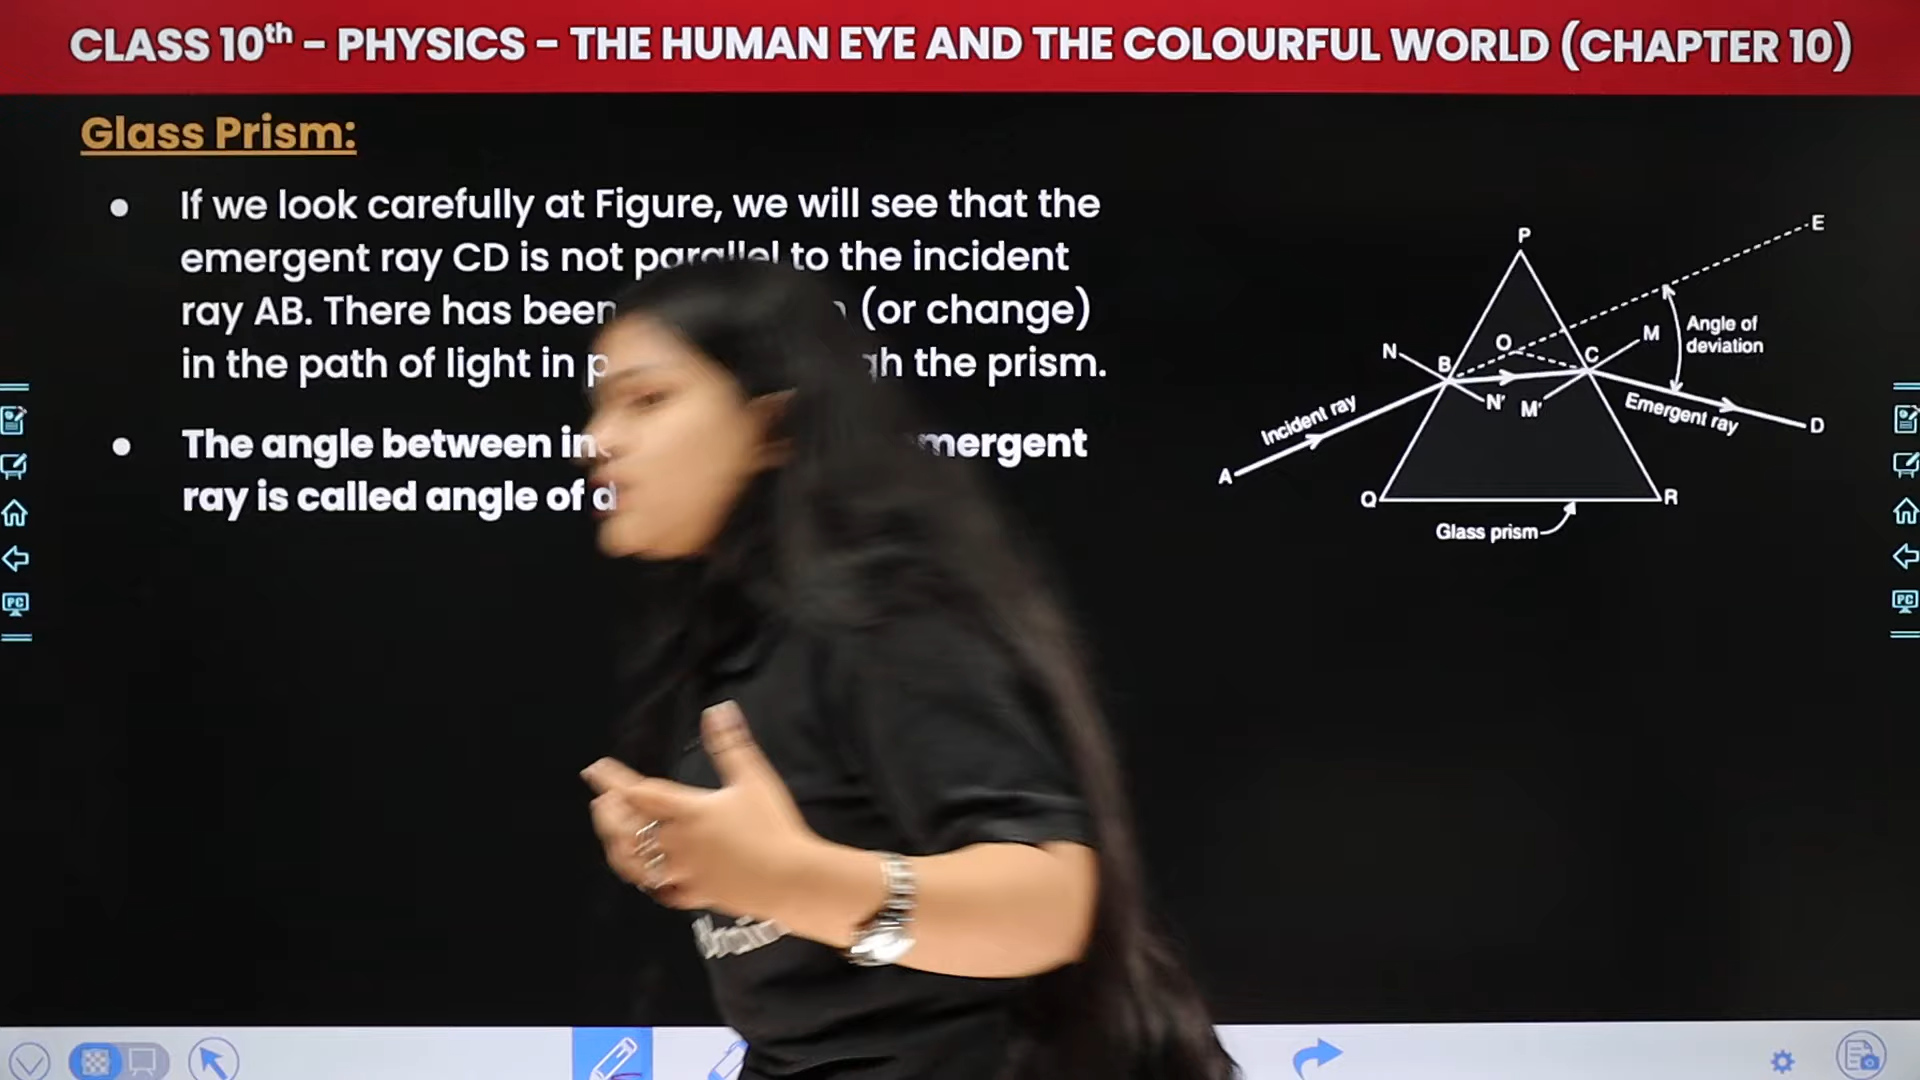 CLASS 10th – PHYSICS – THE HUMAN EYE AND THE COLOURFUL WORLD (CHAPTER 10)
Glass Prism:
• If we look carefully at Figure, we will see that the
emergent ray CD is not parallel to the incident
ray AB. There has been (or change)
in the path of light in the prism.
• The angle between
ray is called angle of
P
E
O
M
Angle of
deviation
N
B
C
N'
M'
Incident ray
Emergent ray
D
A
Q
R
Glass prism
PC
PC